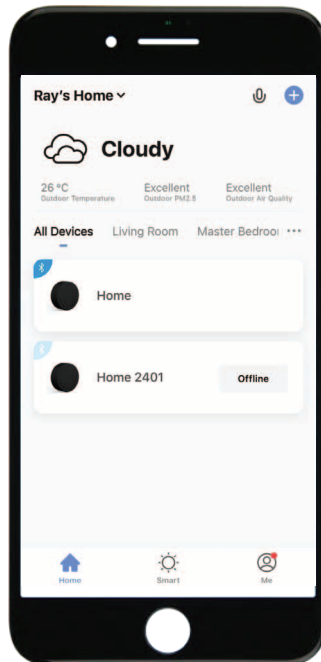 Ray's Home
Cloudy
26 °C Excellent Excellent
Outdoor Temperature Outdoor PM2.5 Outdoor Air Quality
All Devices Living Room Master Bedroo
Home
Home 2401 Offline
Home Smart Me